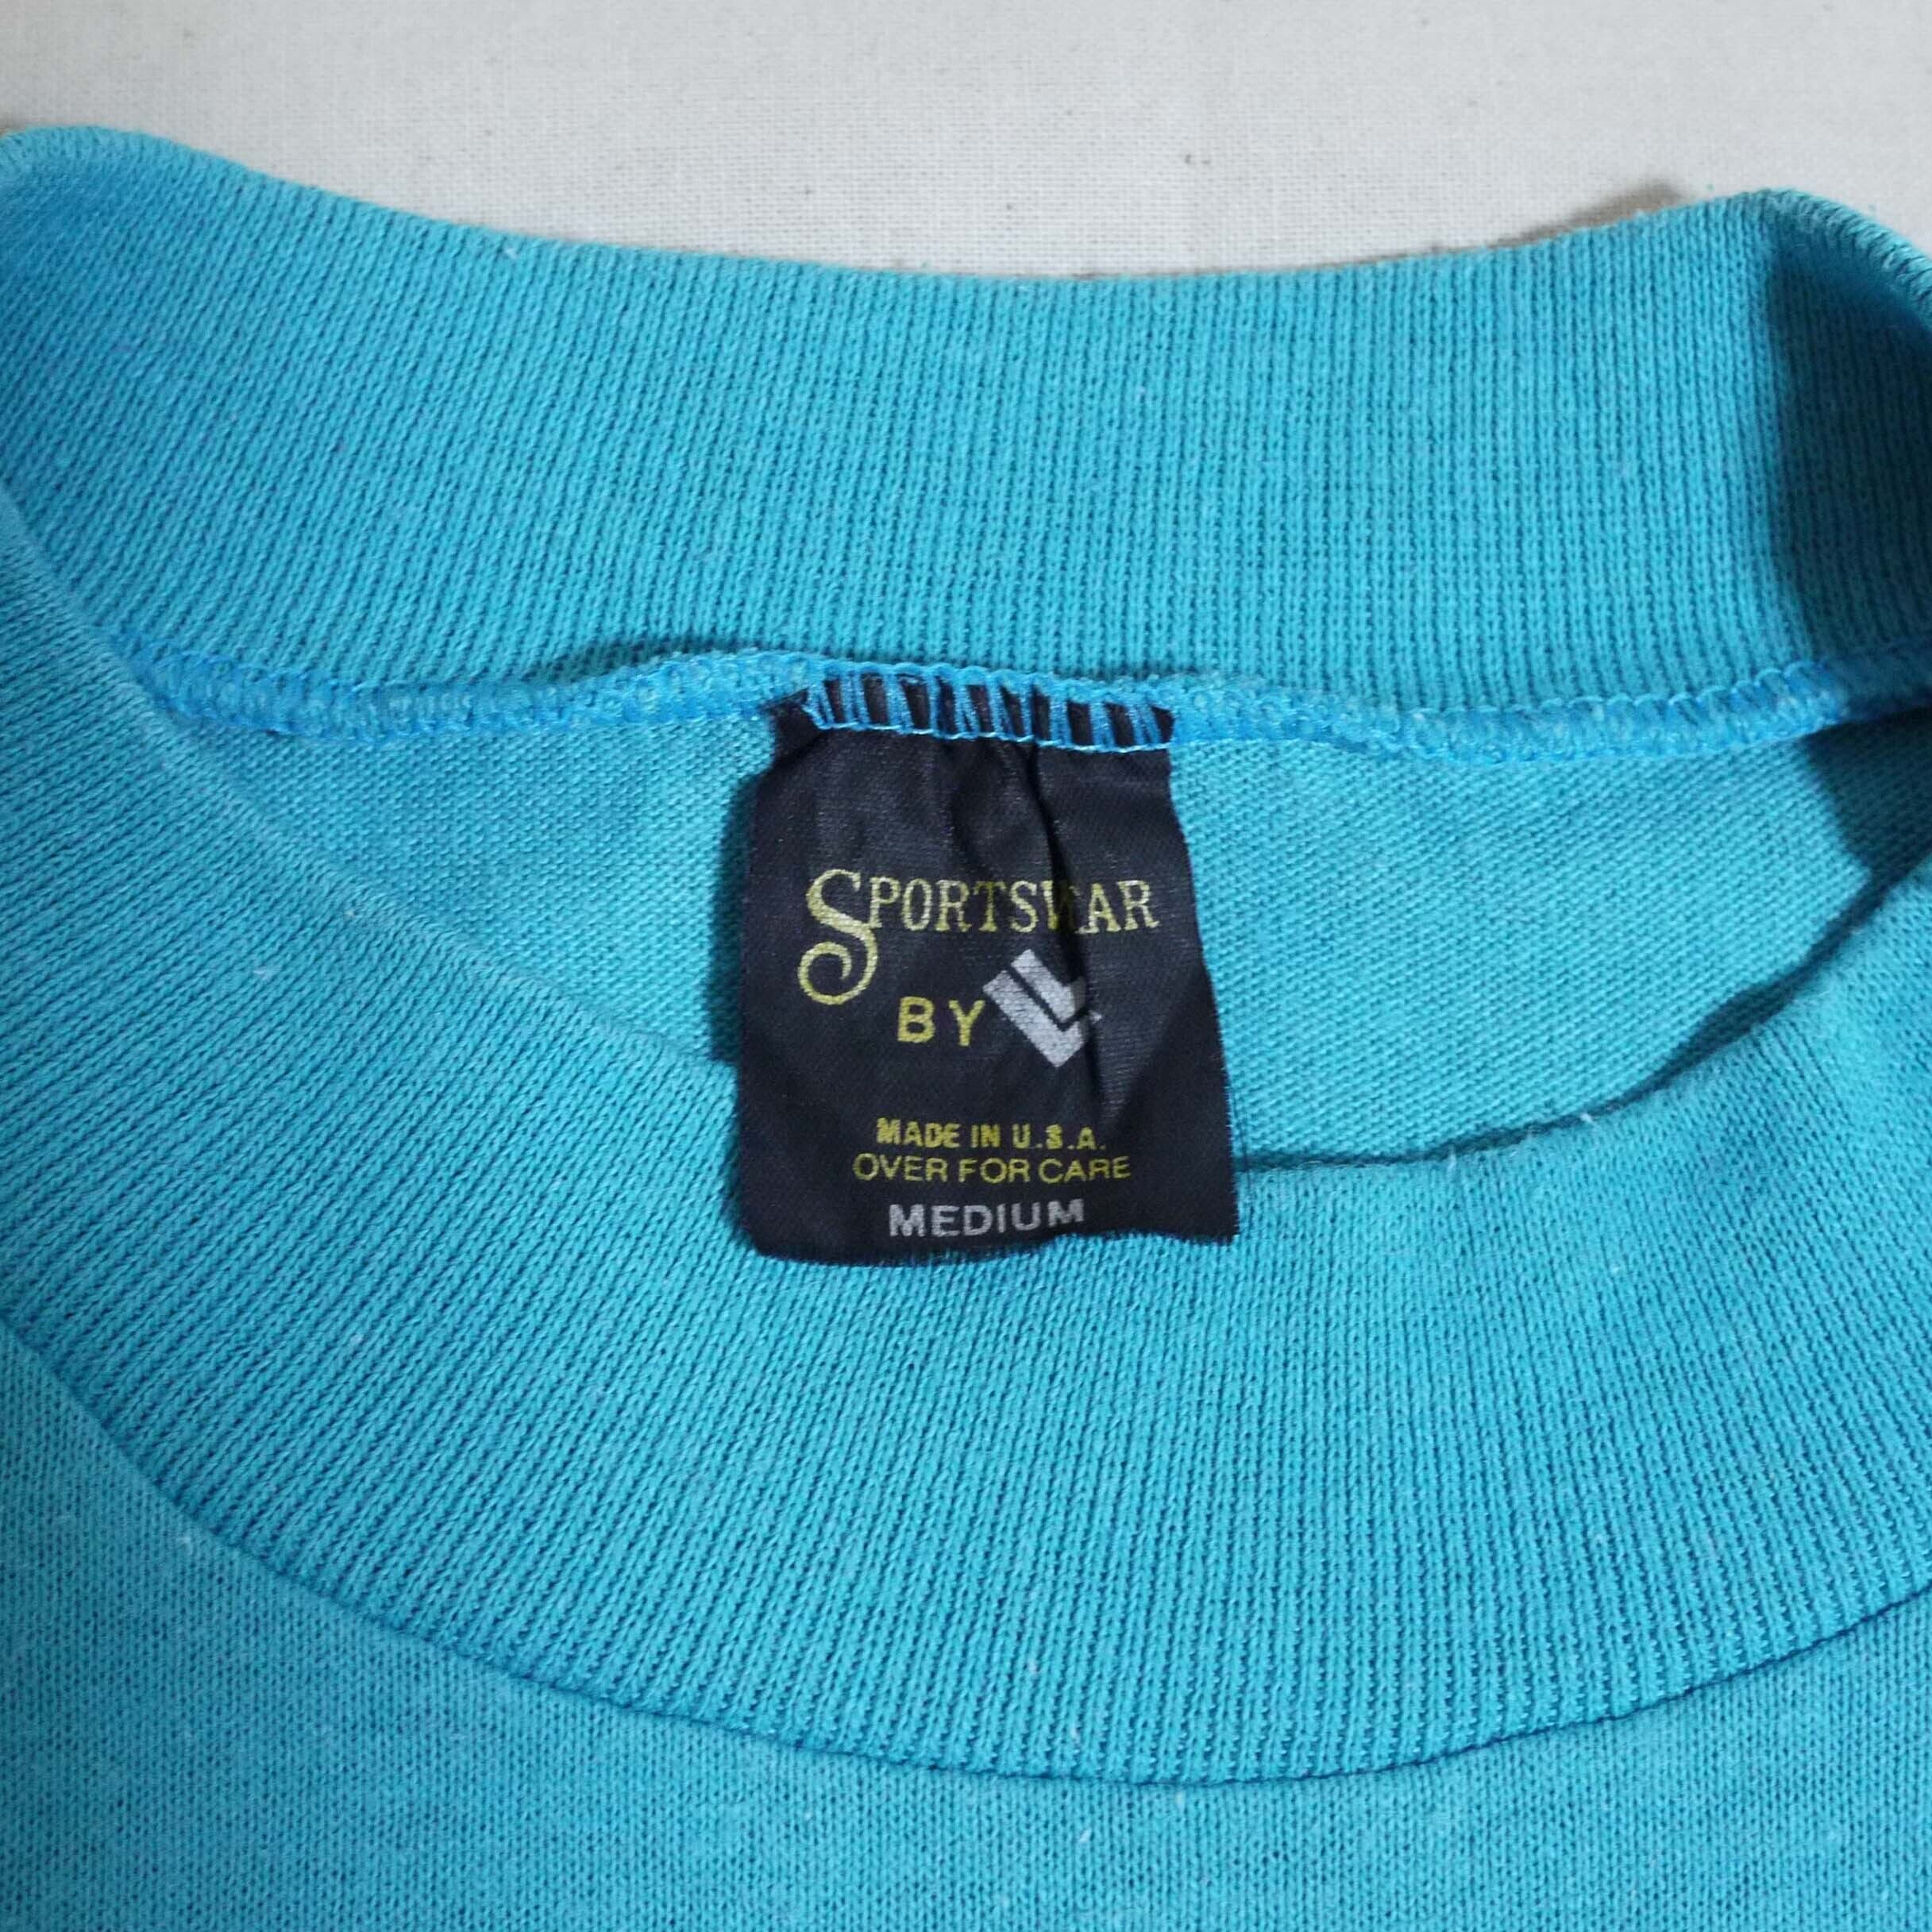 SPORTSWEAR
BY
MADE IN U.S.A.
OVER FOR CARE
MEDIUM